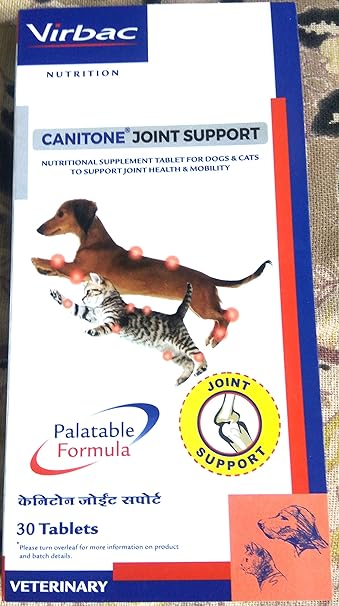 Virbac
NUTRITION
CANITONE® JOINT SUPPORT
NUTRITIONAL SUPPLEMENT TABLET FOR DOGS & CATS
TO SUPPORT JOINT HEALTH & MOBILITY
JOINT
SUPPORT
Palatable
Formula
केनिटोन जोईंट सपोर्ट
30 Tablets
*Please turn overleaf for more information on product
and batch details.
VETERINARY